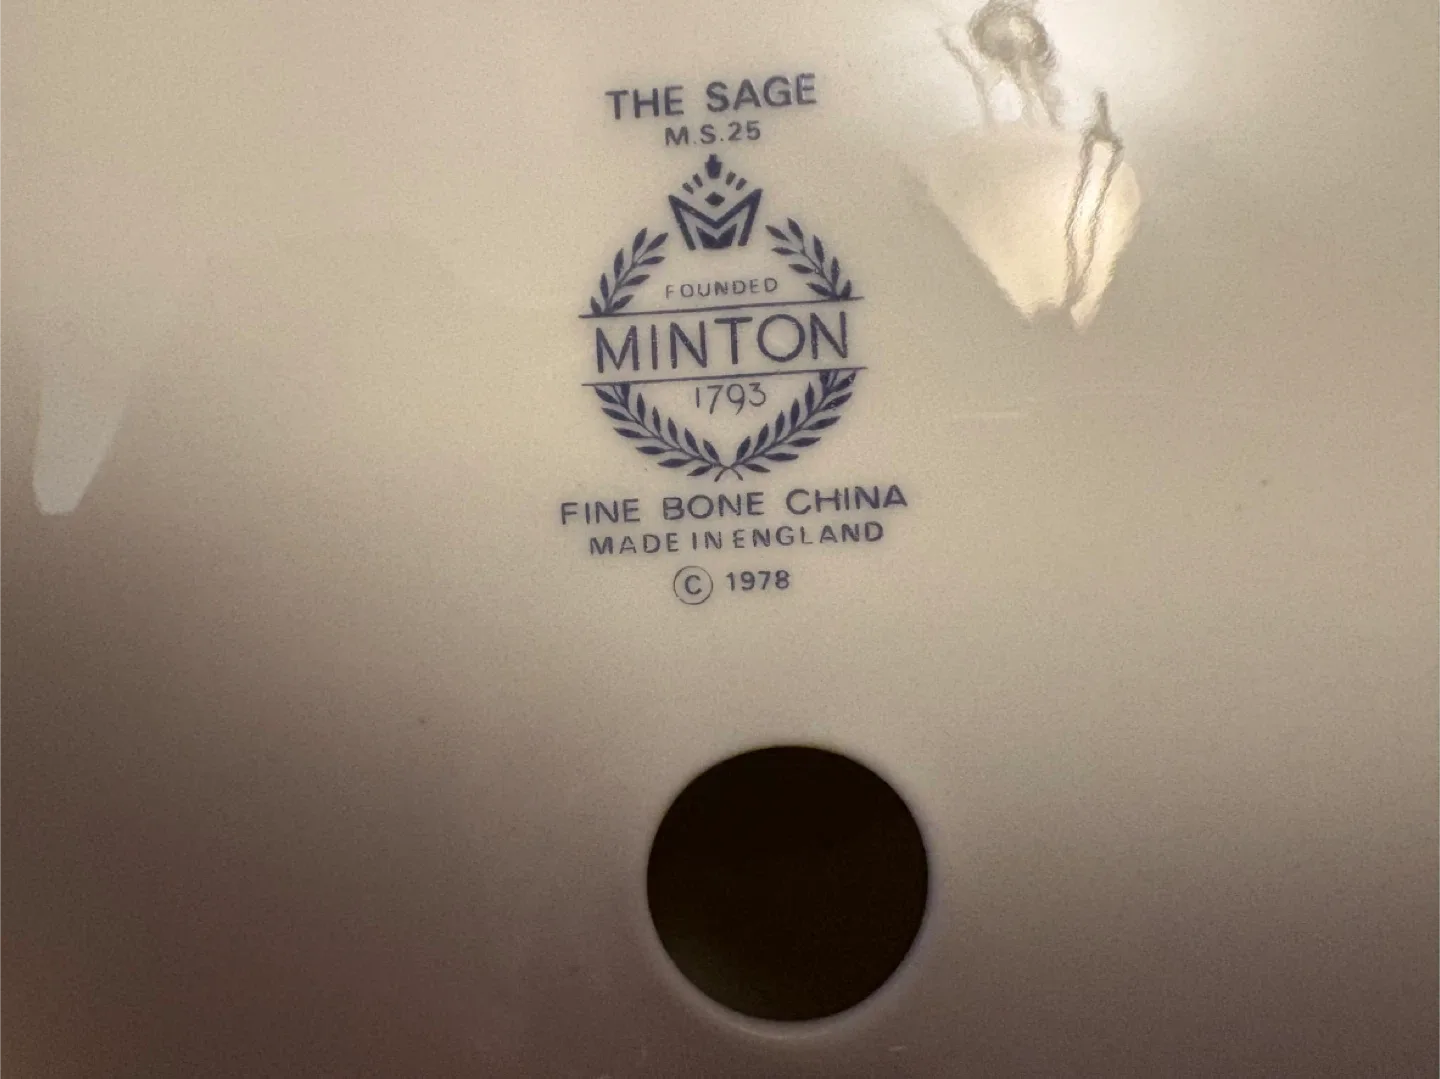 THE SAGE
M.S.25
FOUNDED
MINTON
1793
FINE BONE CHINA
MADE IN ENGLAND
© 1978